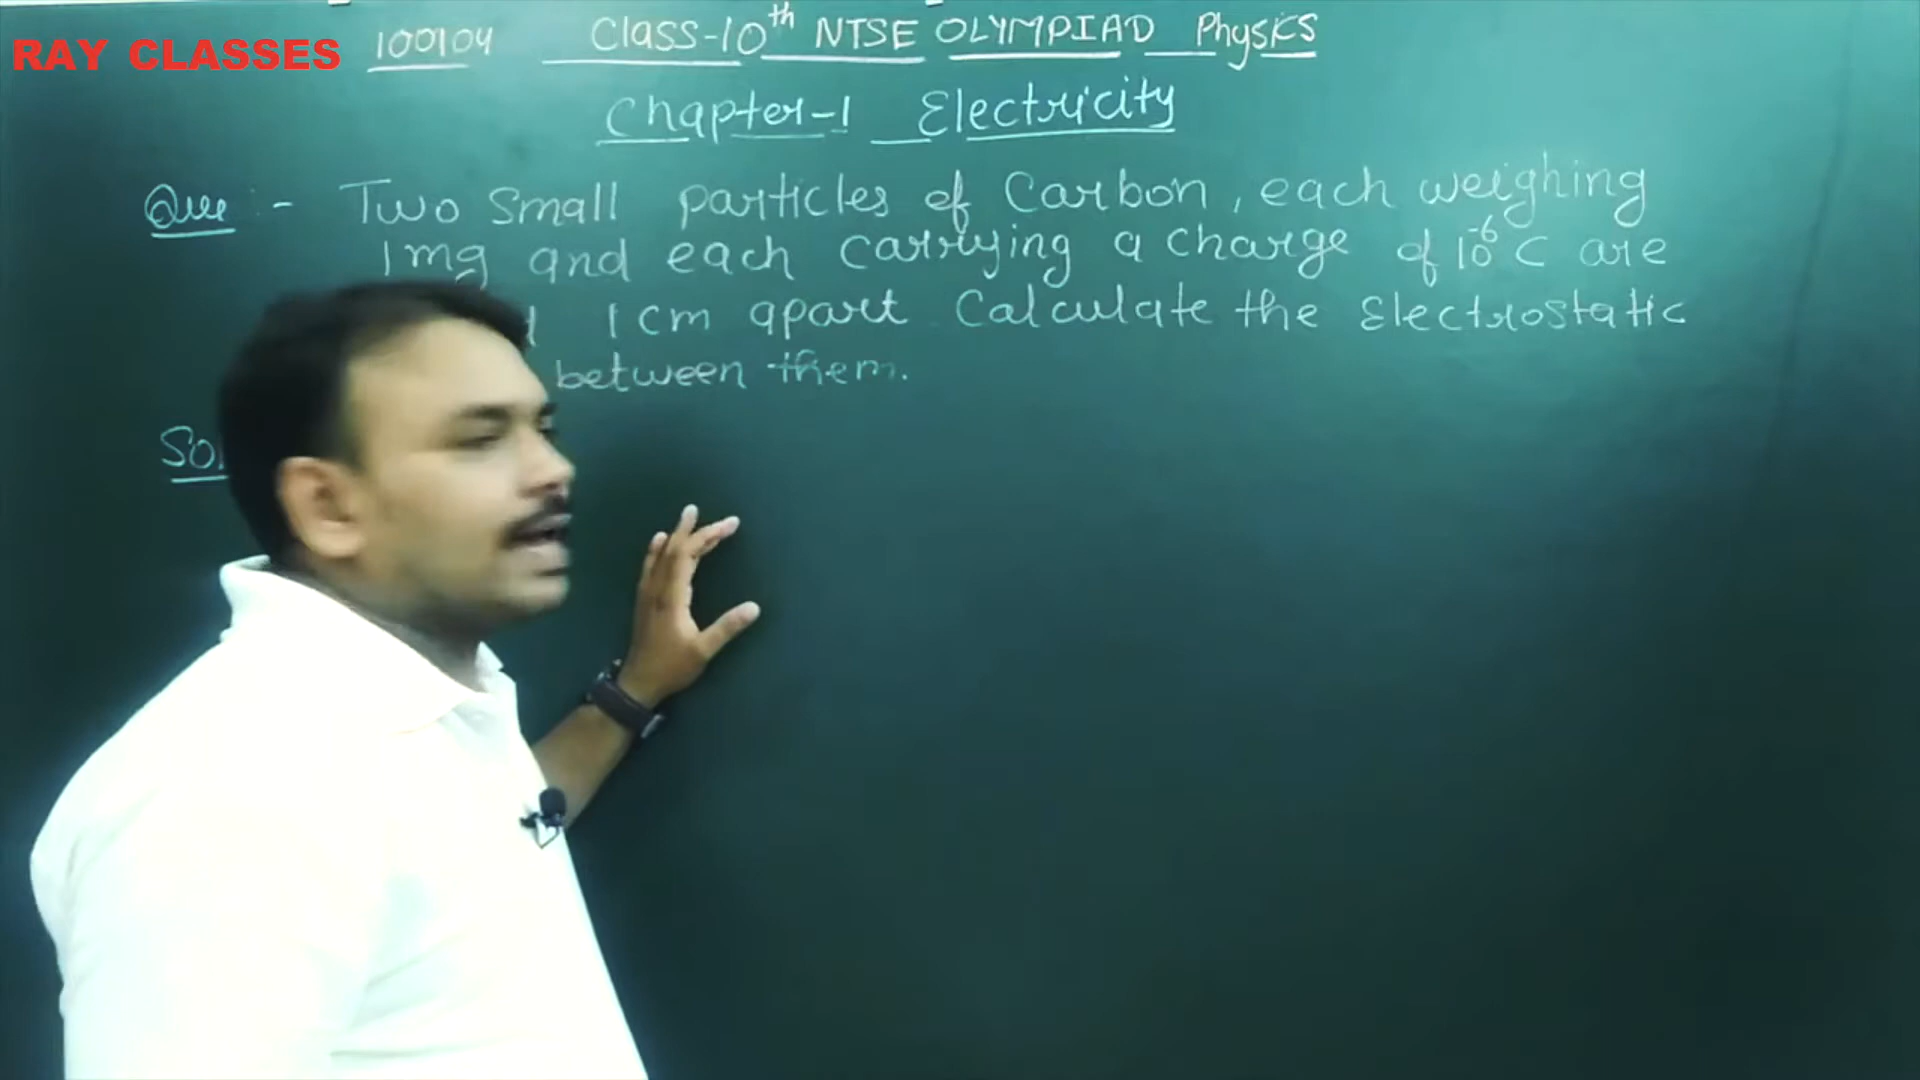 RAY CLASSES 100104 Class-10th NTSE OLYMPIAD Physics
Chapter-1 Electricity
Que :- Two Small particles of Carbon, each weighing
1mg and each carrying a charge of 10^-6 C are
1cm apart. Calculate the Electrostatic
between them.